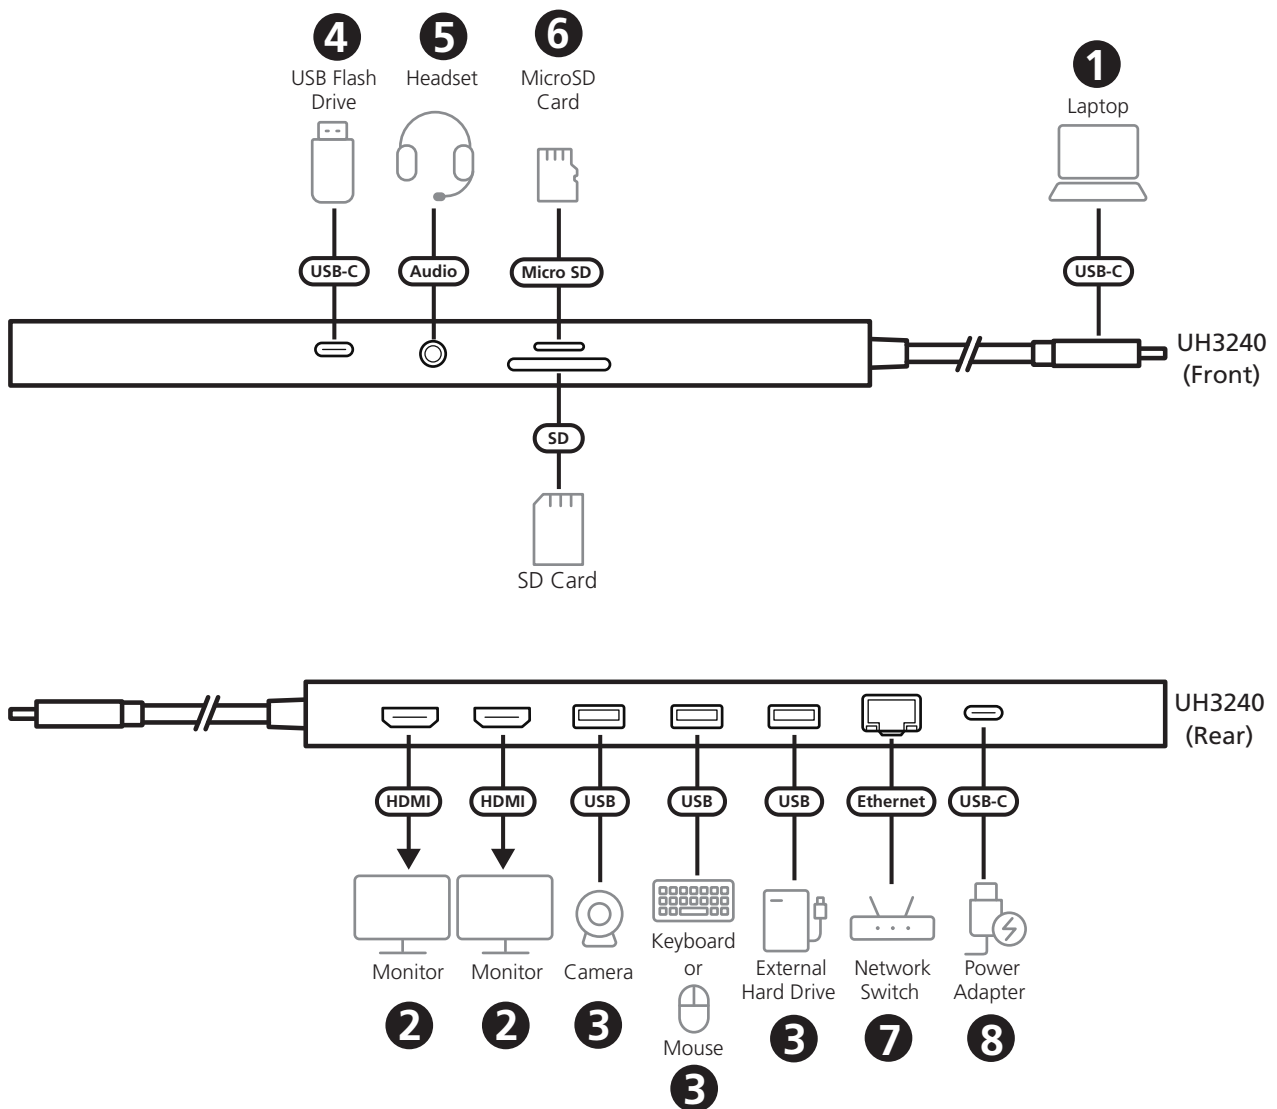 4
USB Flash
Drive
5
Headset
6
MicroSD
Card
1
Laptop
USB-C
Audio
Micro SD
USB-C
UH3240
(Front)
SD
SD Card
UH3240
(Rear)
HDMI
HDMI
USB
USB
USB
Ethernet
USB-C
Monitor
2
Monitor
2
Camera
3
Keyboard
or
Mouse
3
External
Hard Drive
3
Network
Switch
7
Power
Adapter
8